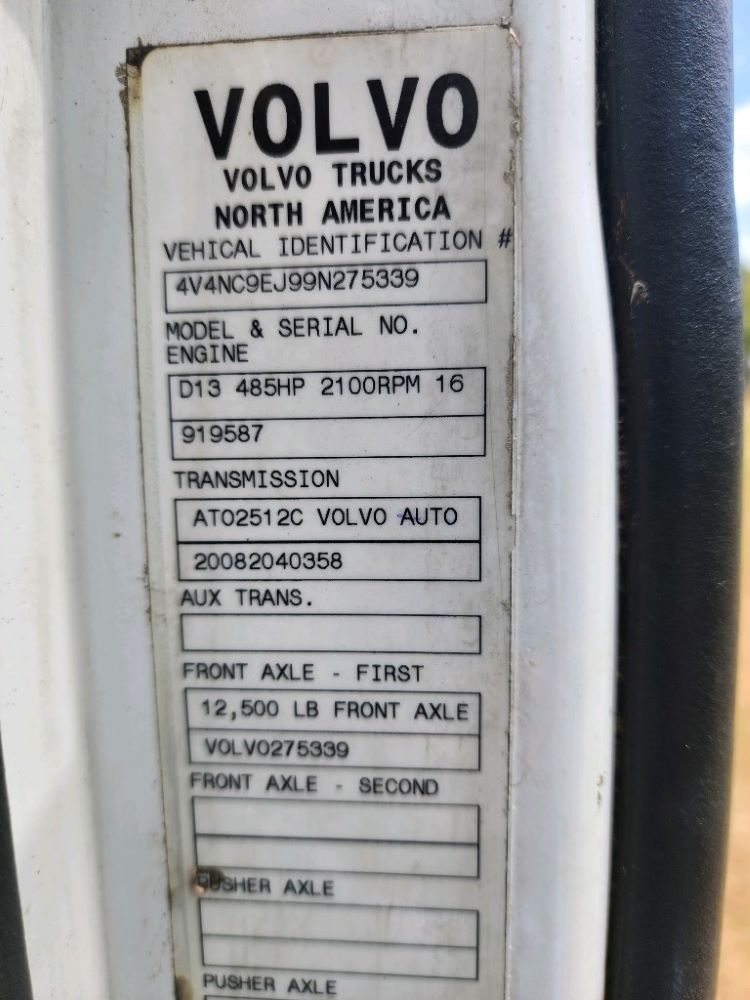 VOLVO
VOLVO TRUCKS
NORTH AMERICA
VEHICAL IDENTIFICATION #
4V4NC9EJ99N275339
MODEL & SERIAL NO.
ENGINE
D13 485HP 2100RPM 16
919587
TRANSMISSION
ATO2512C VOLVO AUTO
20082040358
AUX TRANS.
FRONT AXLE - FIRST
12,500 LB FRONT AXLE
VOLVO275339
FRONT AXLE - SECOND
PUSHER AXLE
PUSHER AXLE